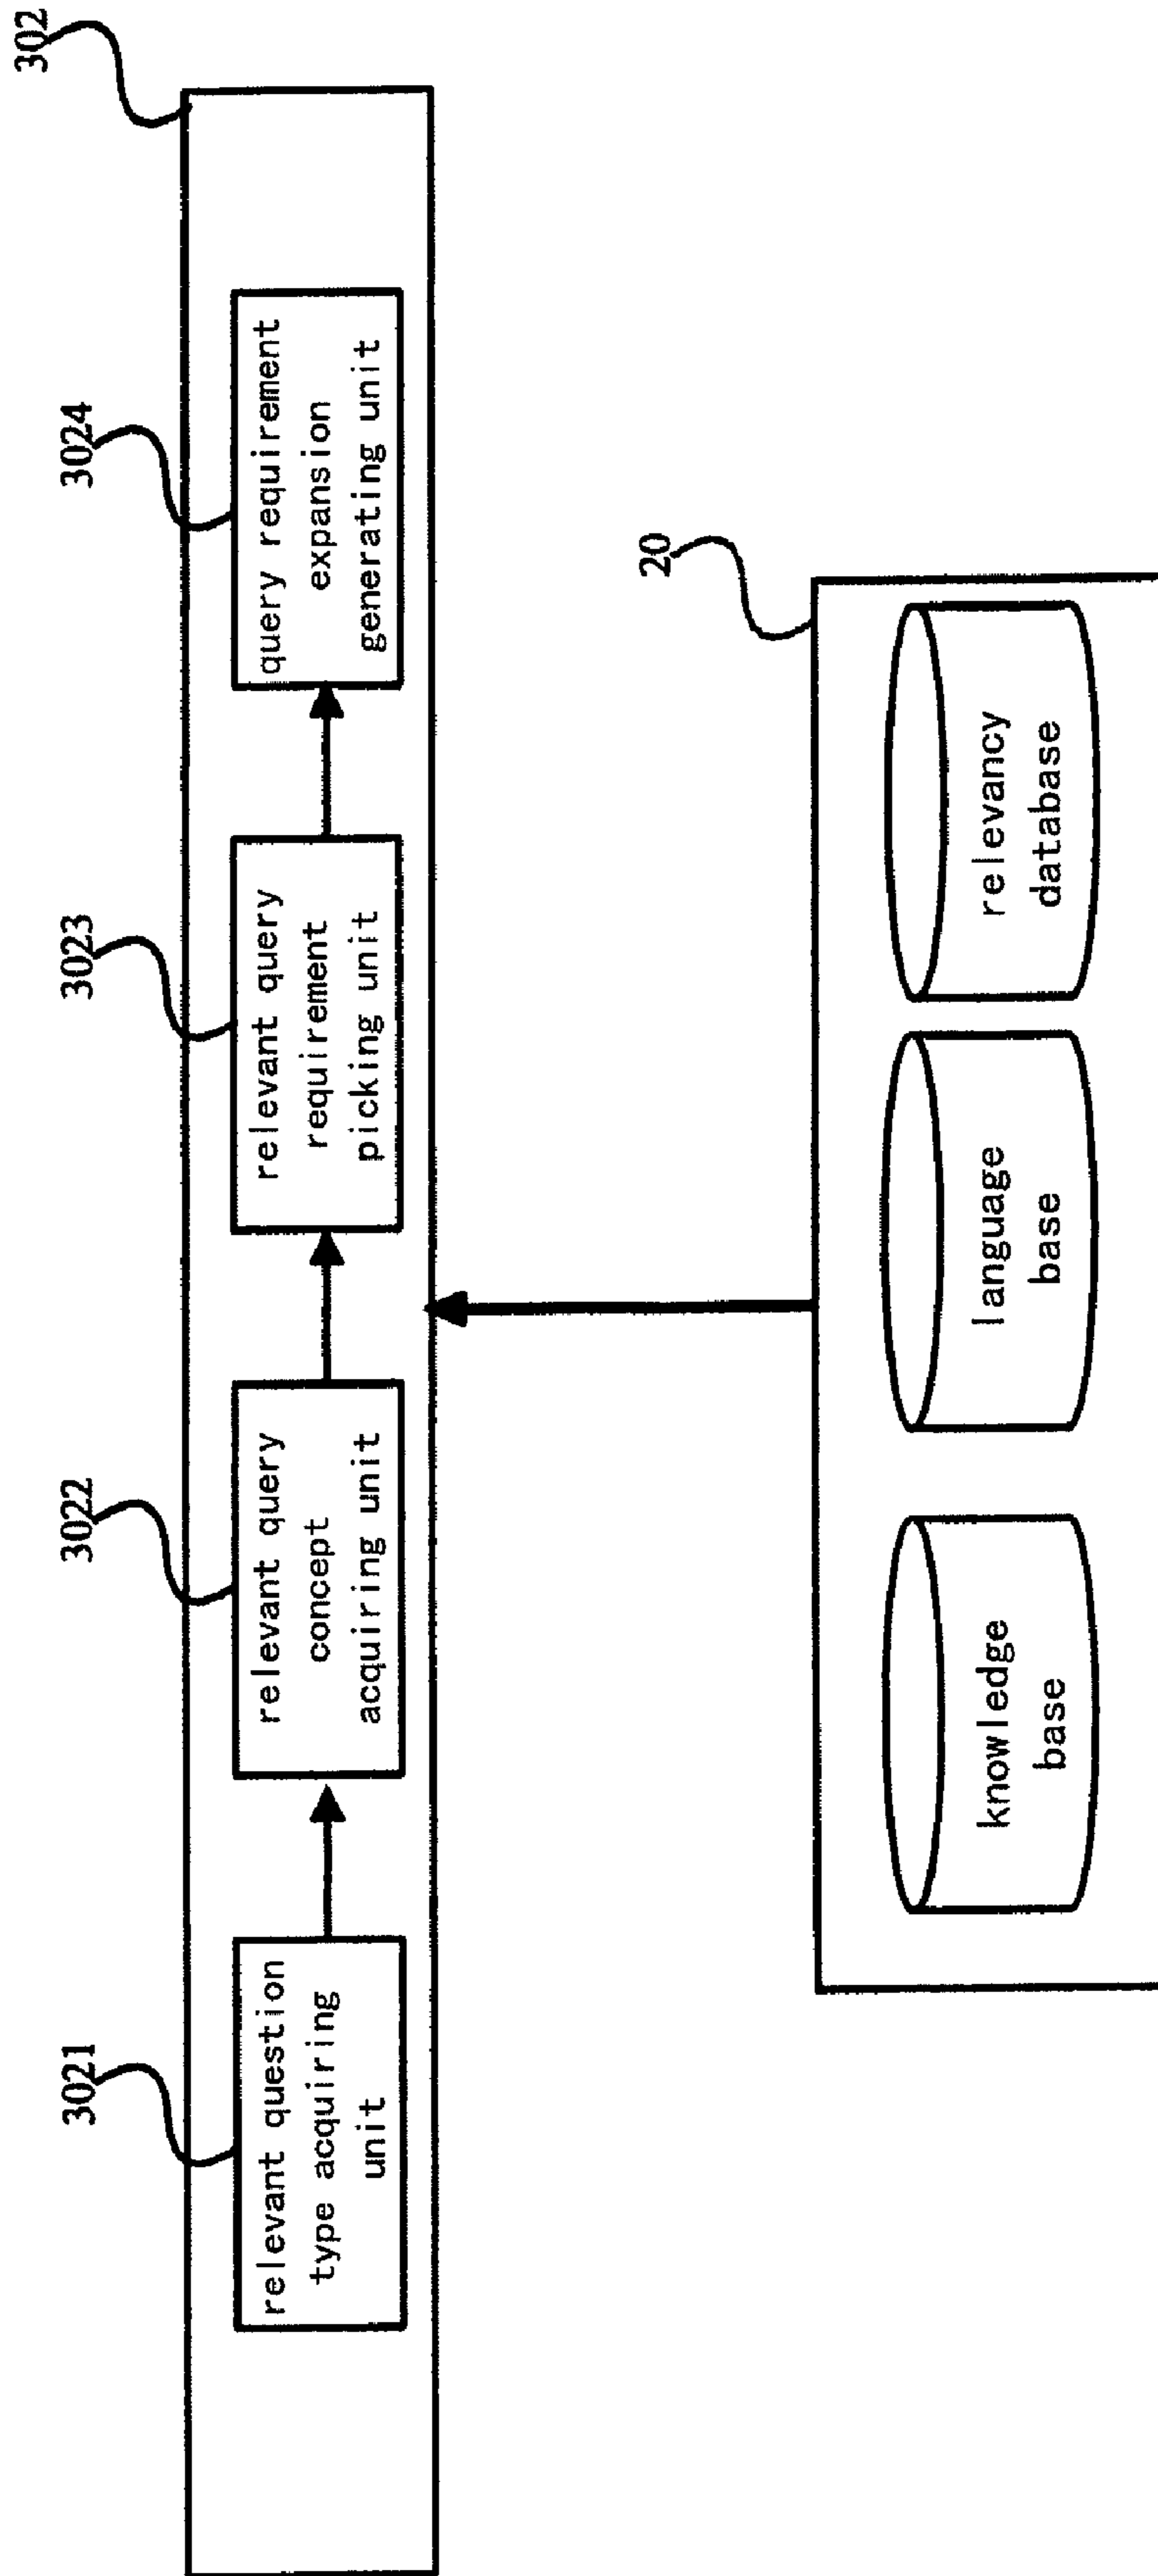 302
3021
relevant question
type acquiring
unit
3022
relevant query
concept
acquiring unit
3023
relevant query
requirement
picking unit
3024
query requirement
expansion
generating unit
20
knowledge
base
language
base
relevancy
database